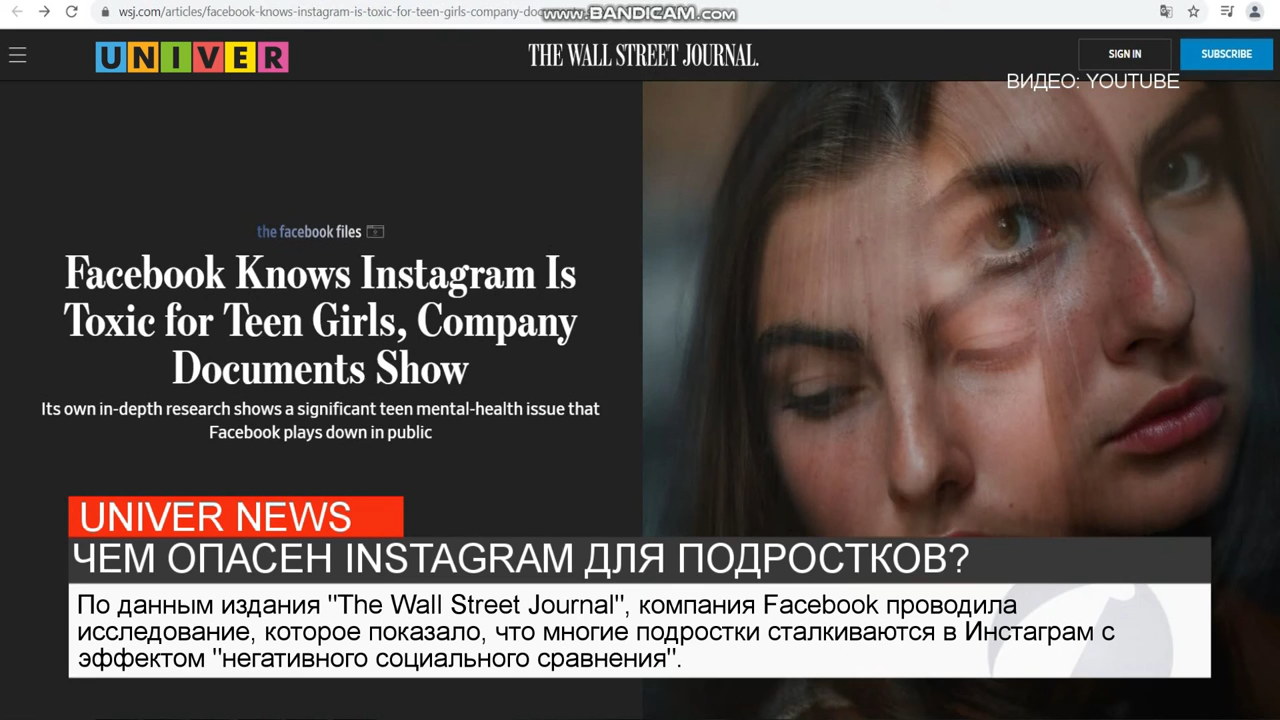 wsj.com/articles/facebook-knows-instagram-is-toxic-for-teen-girls-company-doc
www.BANDICAM.com
UNIVER
THE WALL STREET JOURNAL.
SIGN IN
SUBSCRIBE
ВИДЕО: YOUTUBE
the facebook files
Facebook Knows Instagram Is
Toxic for Teen Girls, Company
Documents Show
Its own in-depth research shows a significant teen mental-health issue that
Facebook plays down in public
UNIVER NEWS
ЧЕМ ОПАСЕН INSTAGRAM ДЛЯ ПОДРОСТКОВ?
По данным издания "The Wall Street Journal", компания Facebook проводила
исследование, которое показало, что многие подростки сталкиваются в Инстаграм с
эффектом "негативного социального сравнения".